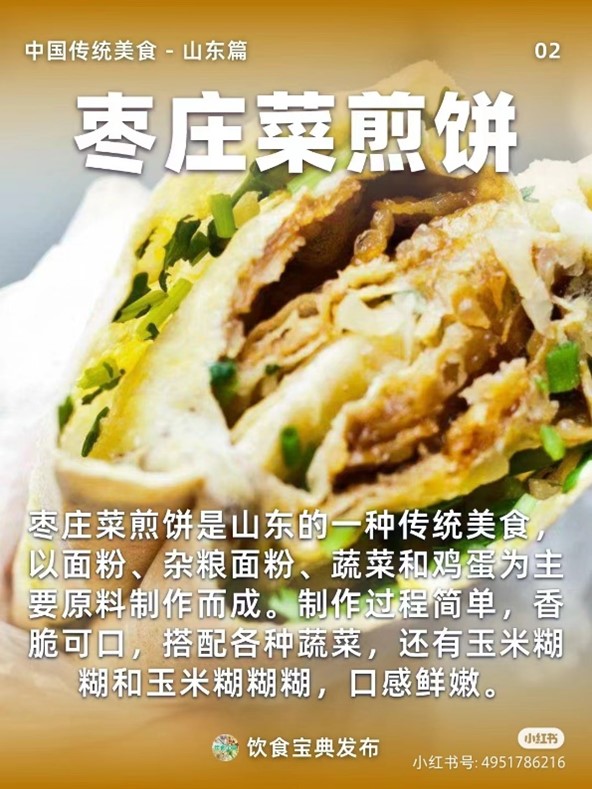 中国传统美食 - 山东篇
02
枣庄菜煎饼
枣庄菜煎饼是山东的一种传统美食，
以面粉、杂粮面粉、蔬菜和鸡蛋为主
要原料制作而成。制作过程简单，香
脆可口，搭配各种蔬菜，还有玉米糊
糊和玉米糊糊糊，口感鲜嫩。
饮食宝典发布
小红书
小红书号: 4951786216